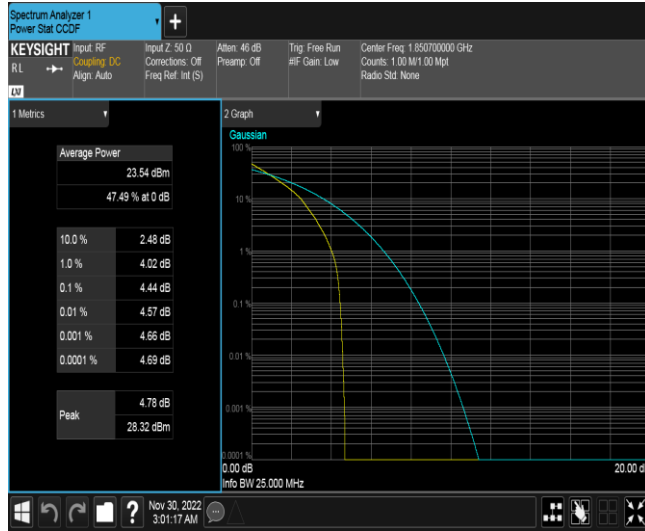 Spectrum Analyzer 1
Power Stat CCDF
KEYSIGHT
RL
LXI
Input: RF
Coupling: DC
Align: Auto
Input Z: 50 Ω
Corrections: Off
Freq Ref: Int (S)
Atten: 46 dB
Preamp: Off
Trig: Free Run
#IF Gain: Low
Center Freq: 1.850700000 GHz
Counts: 1.00 M/1.00 Mpt
Radio Std: None
1 Metrics
Average Power
23.54 dBm
47.49 % at 0 dB
10.0 % 2.48 dB
1.0 % 4.02 dB
0.1 % 4.44 dB
0.01 % 4.57 dB
0.001 % 4.66 dB
0.0001 % 4.69 dB
Peak
4.78 dB
28.32 dBm
2 Graph
Gaussian
100 %
10 %
1 %
0.1 %
0.01 %
0.001 %
0.0001 %
0.00 dB
20.00 d
Info BW 25.000 MHz
?
Nov 30, 2022
3:01:17 AM